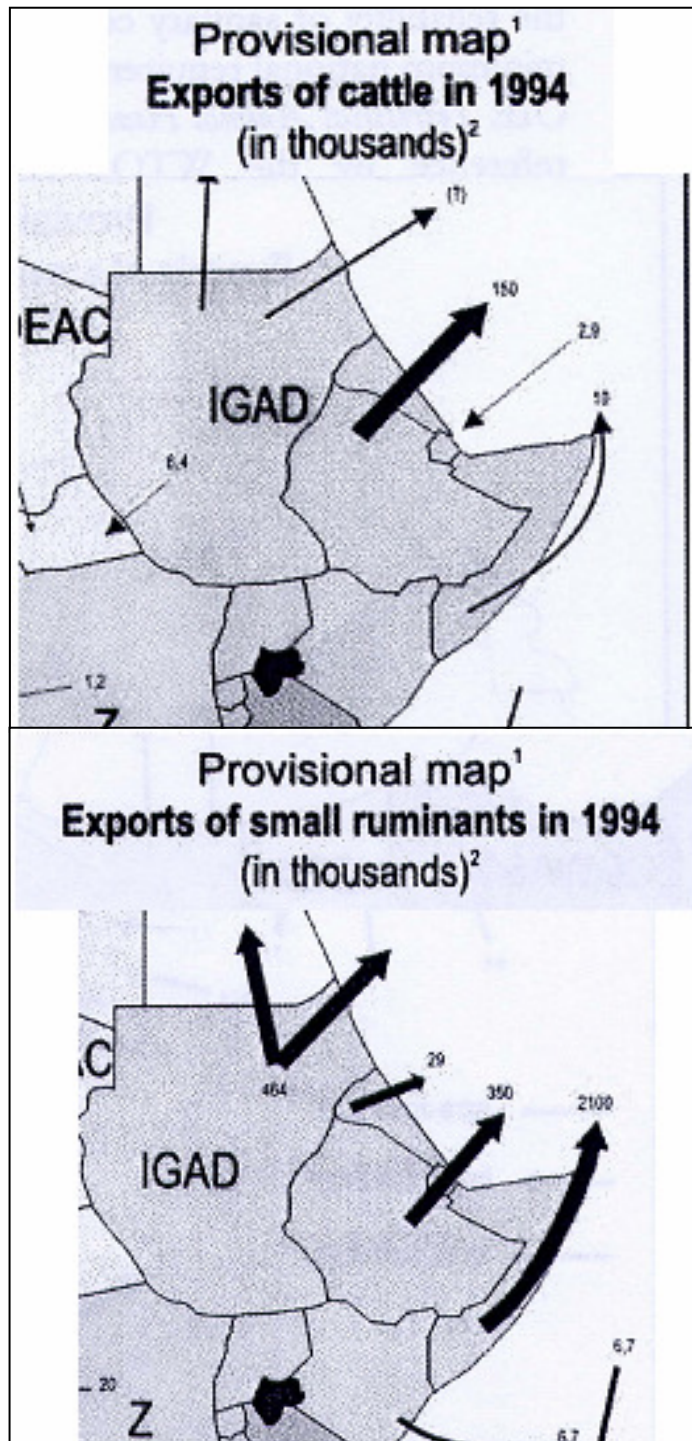 Provisional map¹
Exports of cattle in 1994
(in thousands)²
(?)
EAC
150
2,9
IGAD
10
6,4
1,2
Z
Provisional map¹
Exports of small ruminants in 1994
(in thousands)²
AC
29
464
350
2100
IGAD
6,7
20
Z
6,7